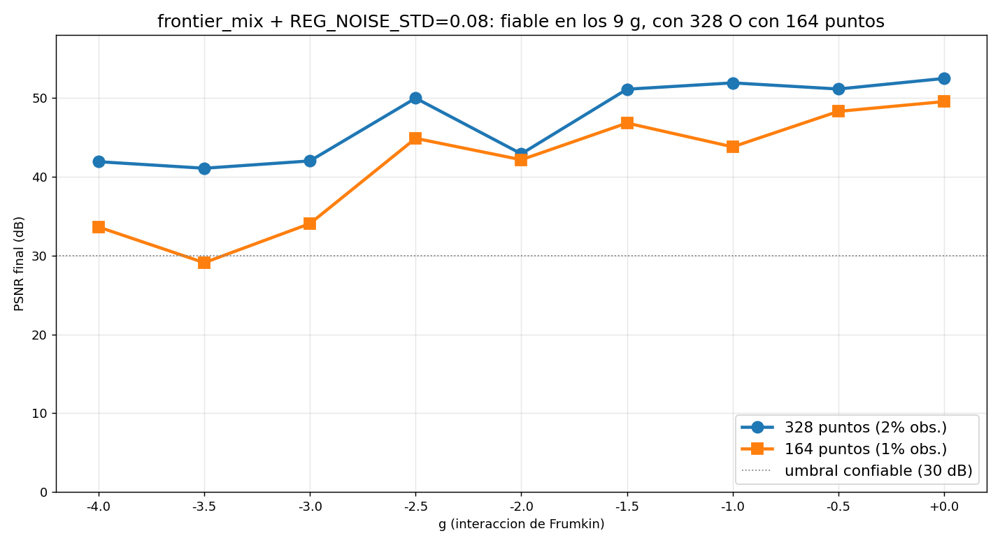 frontier_mix + REG_NOISE_STD=0.08: fiable en los 9 g, con 328 O con 164 puntos
PSNR final (dB)
50
40
30
20
10
0
328 puntos (2% obs.)
164 puntos (1% obs.)
umbral confiable (30 dB)
-4.0
-3.5
-3.0
-2.5
-2.0
-1.5
-1.0
-0.5
+0.0
g (interaccion de Frumkin)